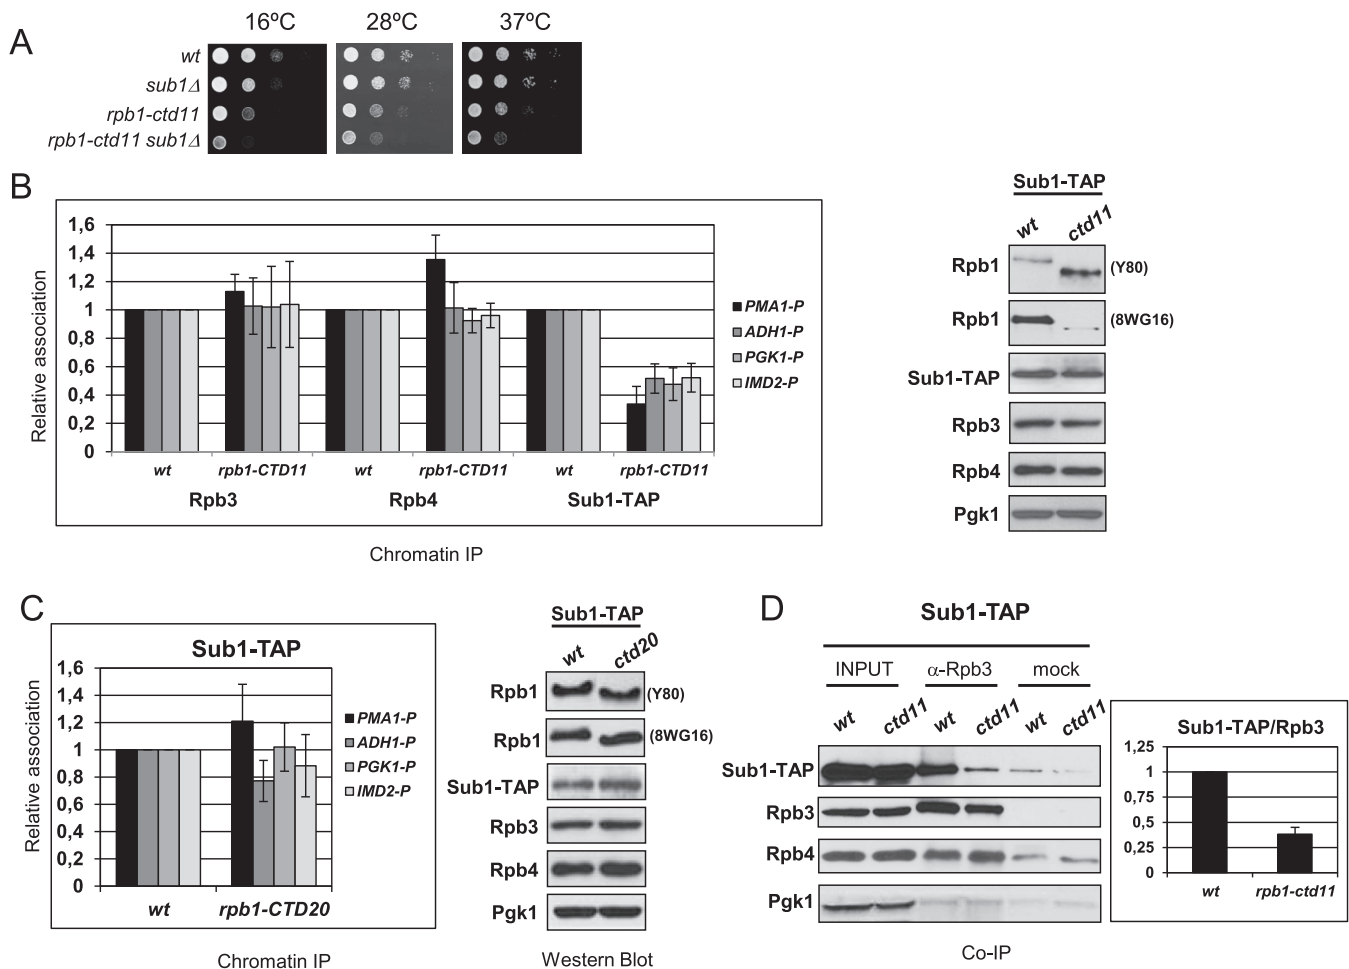 A
16ºC 28ºC 37ºC
wt
sub1Δ
rpb1-ctd11
rpb1-ctd11 sub1Δ
B
Relative association
1,6
1,4
1,2
1
0,8
0,6
0,4
0,2
0
wt rpb1-CTD11 wt rpb1-CTD11 wt rpb1-CTD11
Rpb3 Rpb4 Sub1-TAP
PMA1-P
ADH1-P
PGK1-P
IMD2-P
Chromatin IP
Sub1-TAP
wt ctd11
Rpb1 (Y80)
Rpb1 (8WG16)
Sub1-TAP
Rpb3
Rpb4
Pgk1
C
Sub1-TAP
Relative association
1,6
1,4
1,2
1
0,8
0,6
0,4
0,2
0
wt rpb1-CTD20
PMA1-P
ADH1-P
PGK1-P
IMD2-P
Chromatin IP
Sub1-TAP
wt ctd20
Rpb1 (Y80)
Rpb1 (8WG16)
Sub1-TAP
Rpb3
Rpb4
Pgk1
Western Blot
D
Sub1-TAP
INPUT α-Rpb3 mock
wt ctd11 wt ctd11 wt ctd11
Sub1-TAP
Rpb3
Rpb4
Pgk1
Co-IP
Sub1-TAP/Rpb3
1,25
1
0,75
0,5
0,25
0
wt rpb1-ctd11